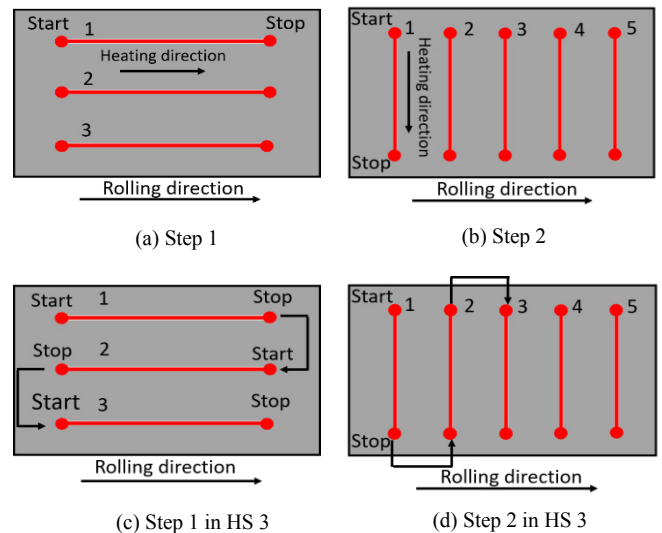 Start 1 Stop
Heating direction
2
3
Rolling direction
(a) Step 1
Start 1 2 3 4 5
Heating direction
Stop
Rolling direction
(b) Step 2
Start 1 Stop
Stop 2 Start
Start 3 Stop
Rolling direction
(c) Step 1 in HS 3
Start 1 2 3 4 5
Stop
Rolling direction
(d) Step 2 in HS 3